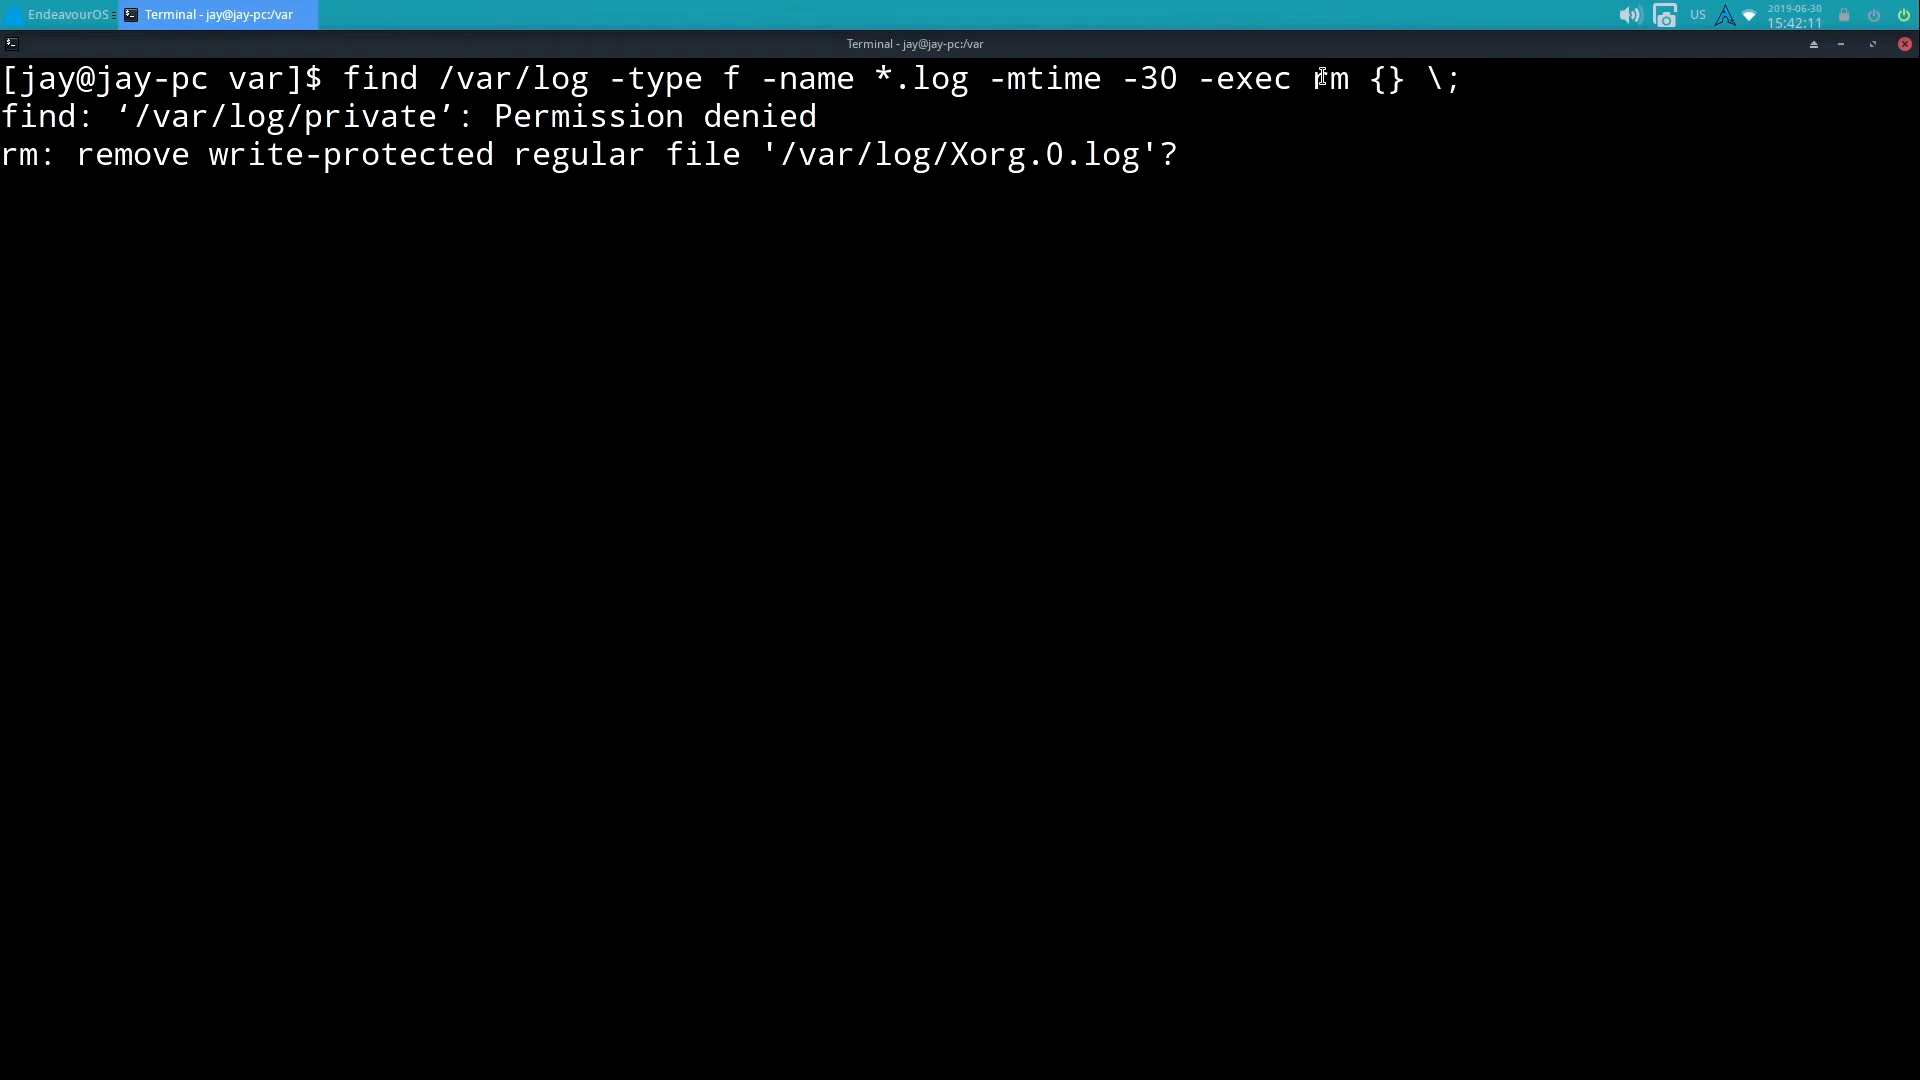 EndeavourOS
Terminal - jay@jay-pc:/var
US
2019-06-30
15:42:11
Terminal - jay@jay-pc:/var
[jay@jay-pc var]$ find /var/log -type f -name *.log -mtime -30 -exec rm {} \;
find: ‘/var/log/private’: Permission denied
rm: remove write-protected regular file '/var/log/Xorg.0.log'?